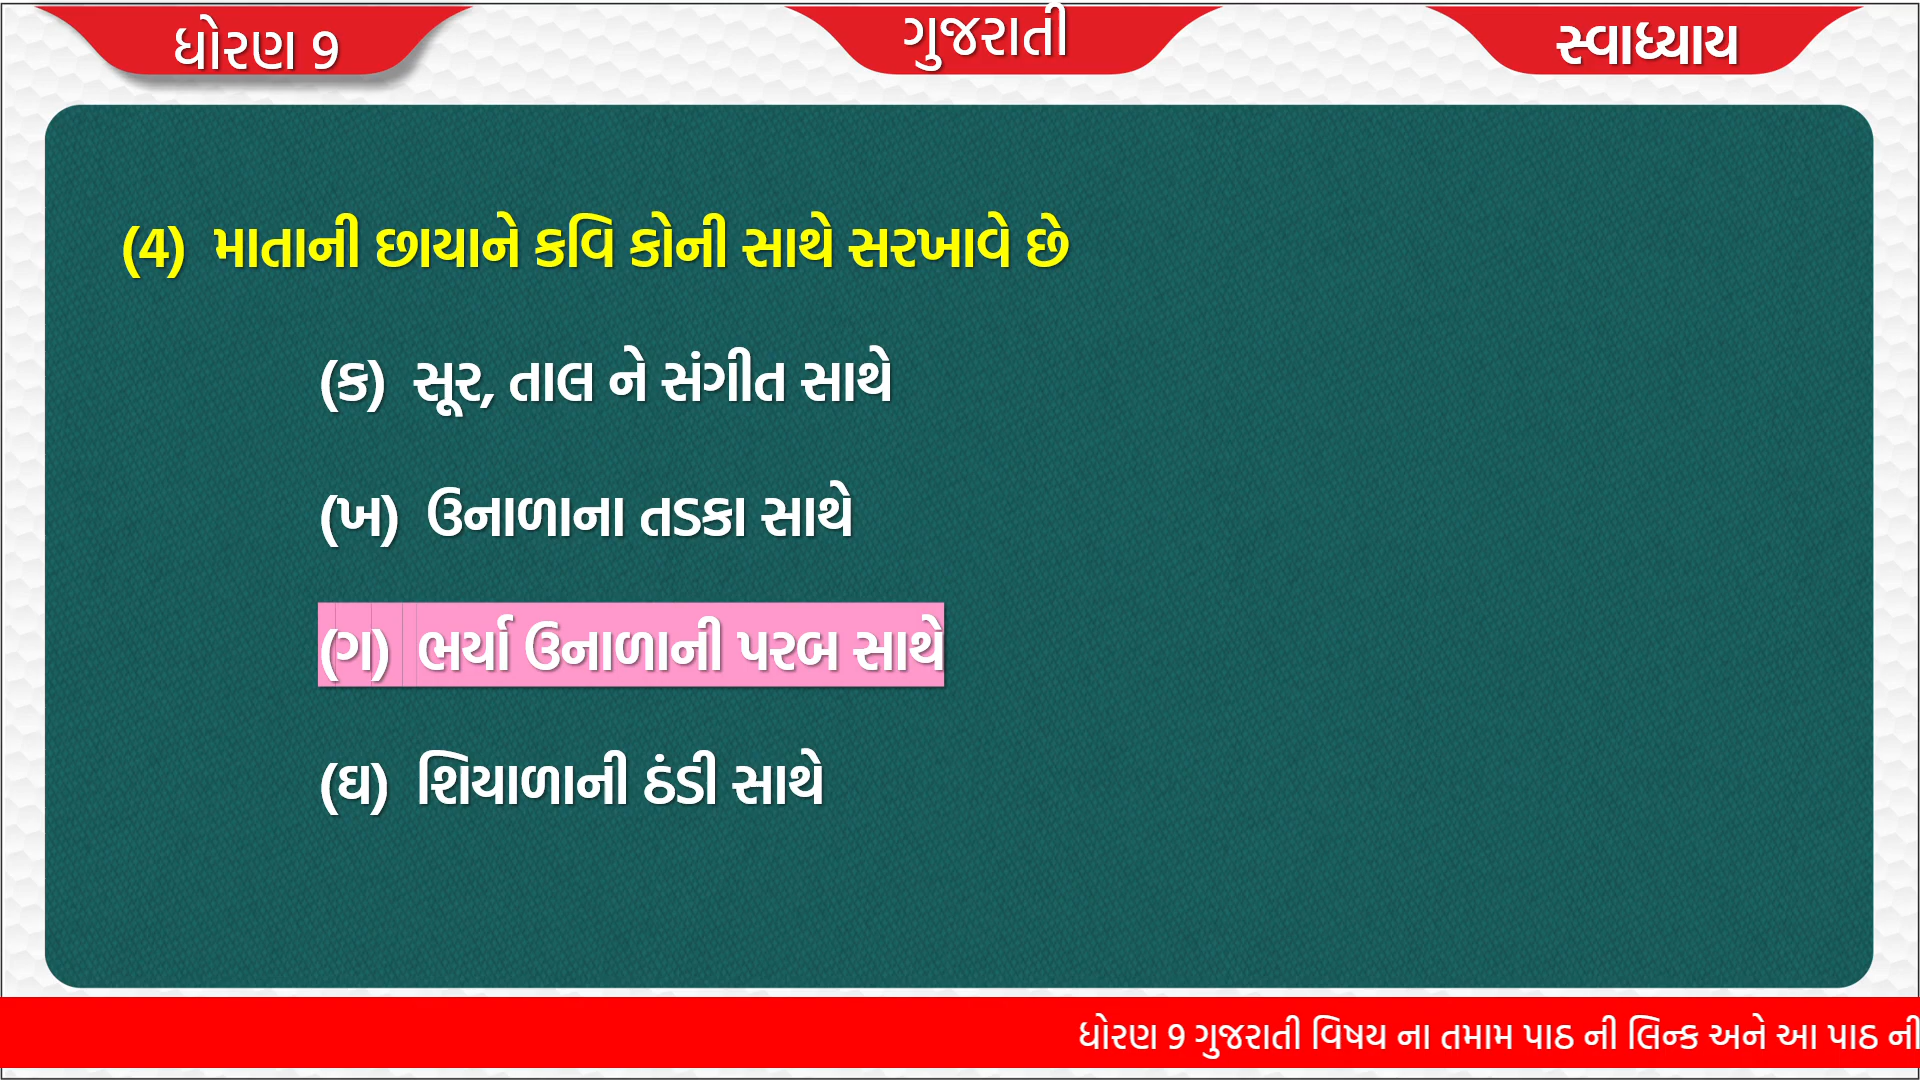 ધોરણ 9
ગુજરાતી
સ્વાધ્યાય
(4) માતાની છાયાને કવિ કોની સાથે સરખાવે છે
(ક) સૂર, તાલ ને સંગીત સાથે
(ખ) ઉનાળાના તડકા સાથે
(ગ) ભર્યા ઉનાળાની પરબ સાથે
(ઘ) શિયાળાની ઠંડી સાથે
ધોરણ 9 ગુજરાતી વિષય ના તમામ પાઠ ની લિન્ક અને આ પાઠ ની